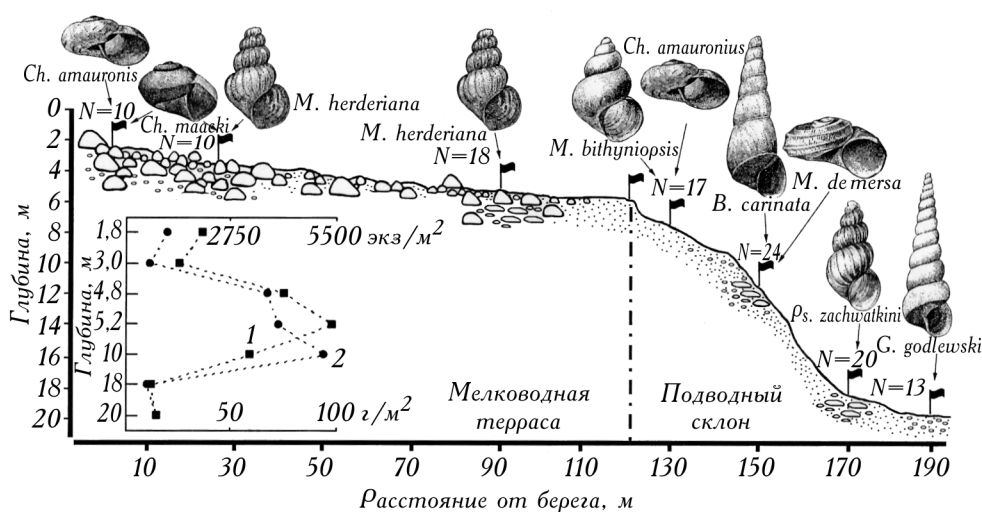 Ch. amauronis
N=10
Ch. maacki
N=10
M. herderiana
M. herderiana
N=18
M. bithyniopsis
Ch. amauronius
N=17
B. carinata
M. demersa
N=24
ps. zachwatkini
N=20
G. godlewski
N=13
Глубина, м
0
2
4
6
8
10
12
14
16
18
20
Глубина, м
1,8
3,0
4,8
5,2
10
18
20
2750 5500 экз/м²
1
2
50 100 г/м²
Мелководная
терраса
Подводный
склон
10 30 50 70 90 110 130 150 170 190
Расстояние от берега, м